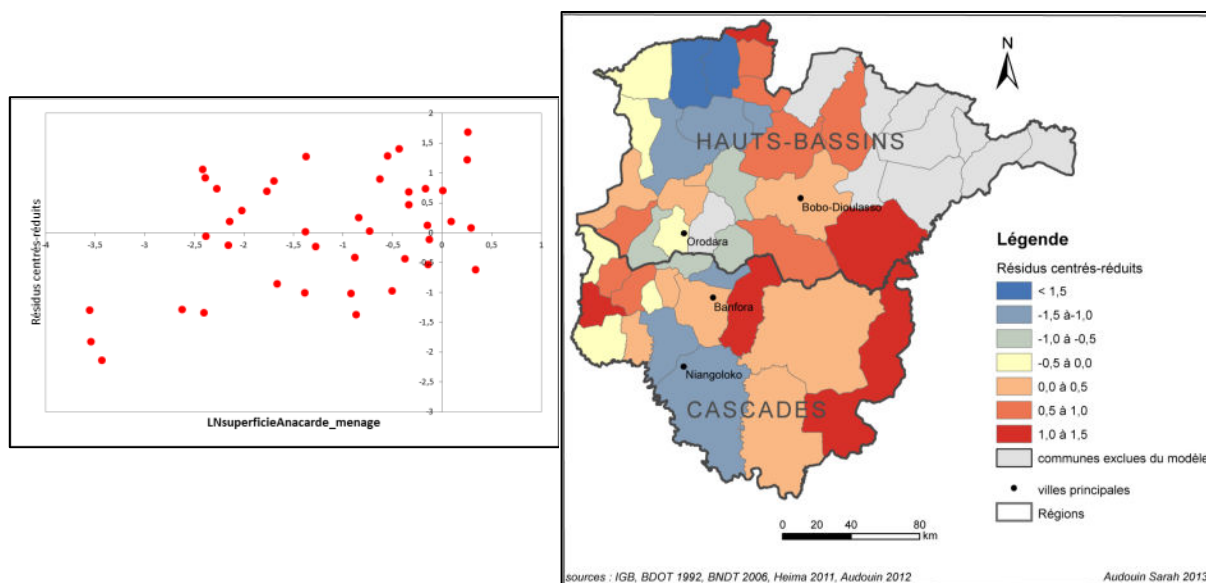 2
1,5
1
0,5
0
-0,5
-1
-1,5
-2
-2,5
-3
-4
-3,5
-3
-2,5
-2
-1,5
-1
-0,5
0
0,5
1
Résidus centrés-réduits
LNsuperficieAnacarde_menage
N
HAUTS-BASSINS
Bobo-Dioulasso
Orodara
Banfora
Niangoloko
CASCADES
Légende
Résidus centrés-réduits
< 1,5
-1,5 à-1,0
-1,0 à -0,5
-0,5 à 0,0
0,0 à 0,5
0,5 à 1,0
1,0 à 1,5
communes exclues du modèle
villes principales
Régions
0 20 40 80
km
sources : IGB, BDOT 1992, BNDT 2006, Heima 2011, Audouin 2012
Audouin Sarah 2013